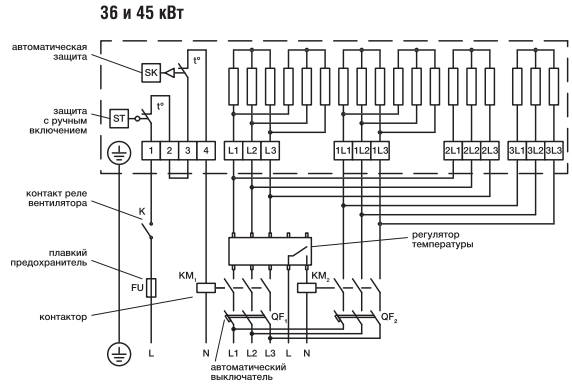 36 и 45 кВт
автоматическая
защита
SK
t°
защита
с ручным
включением
ST
t°
1 2 3 4 L1 L2 L3 1L1 1L2 1L3 2L1 2L2 2L3 3L1 3L2 3L3
контакт реле
вентилятора
K
регулятор
температуры
плавкий
предохранитель
FU
KM1
KM2
контактор
QF1
QF2
L N L1 L2 L3 L N
автоматический
выключатель